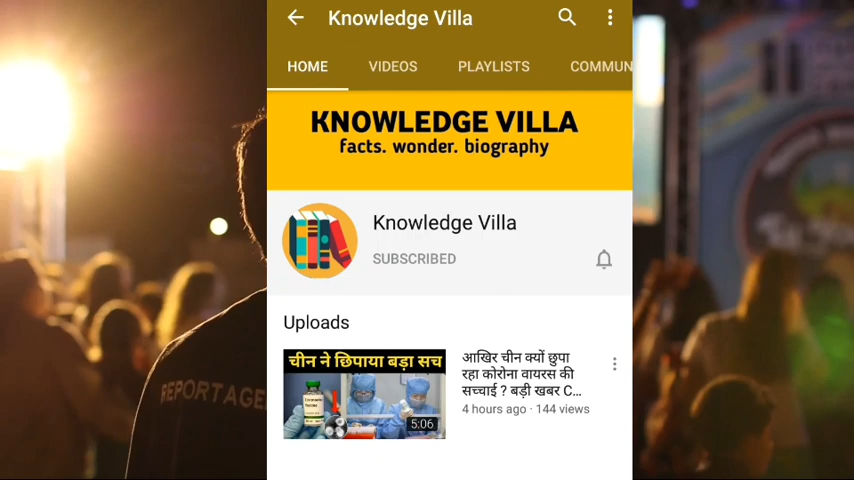 Knowledge Villa
HOME VIDEOS PLAYLISTS COMMUN
KNOWLEDGE VILLA
facts. wonder. biography
Knowledge Villa
SUBSCRIBED
Uploads
चीन ने छिपाया बड़ा सच
5:06
आखिर चीन क्यों छुपा
रहा कोरोना वायरस की
सच्चाई ? बड़ी खबर C...
4 hours ago · 144 views
REPORTAGE